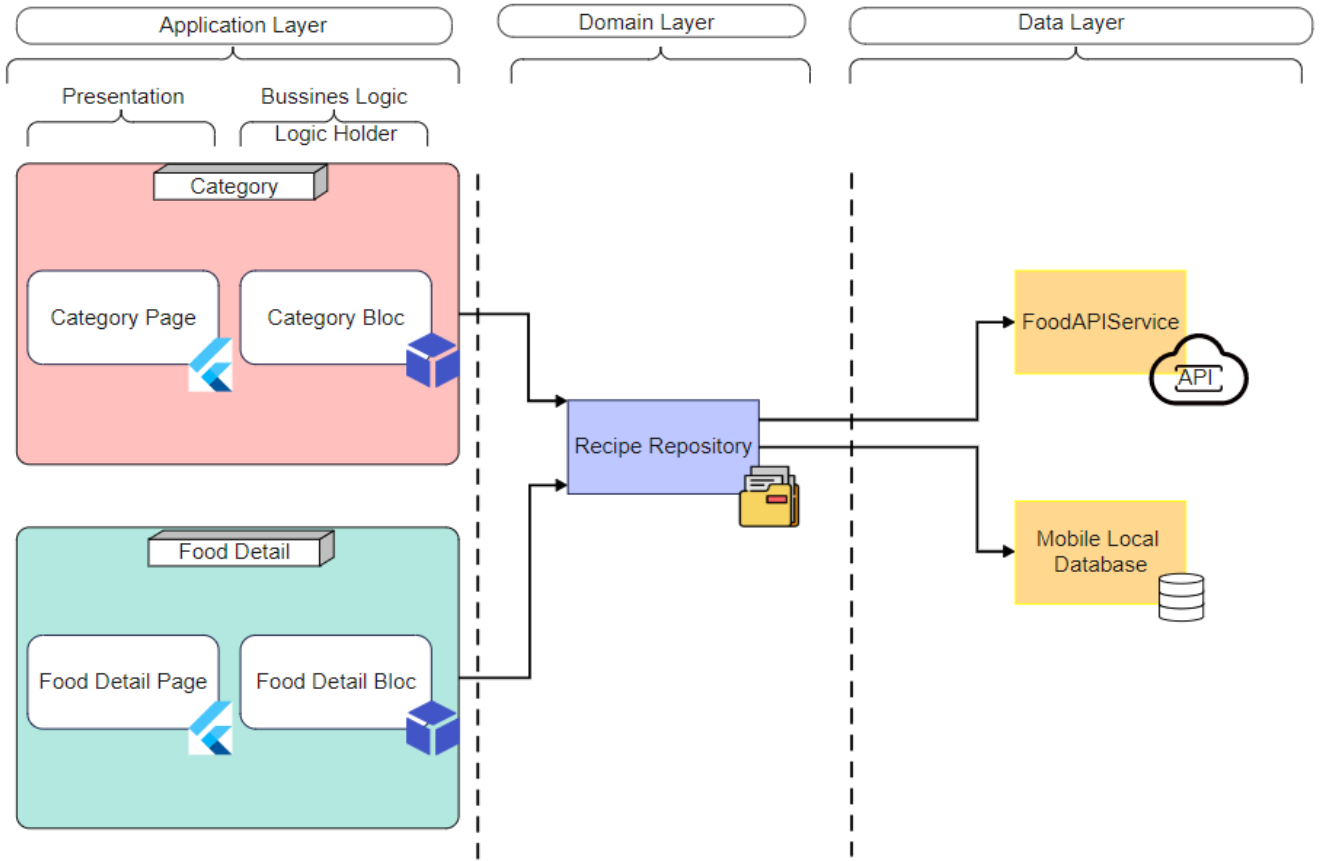 Application Layer
Domain Layer
Data Layer
Presentation
Bussines Logic
Logic Holder
Category
Category Page
Category Bloc
Recipe Repository
FoodAPIService
API
Mobile Local
Database
Food Detail
Food Detail Page
Food Detail Bloc